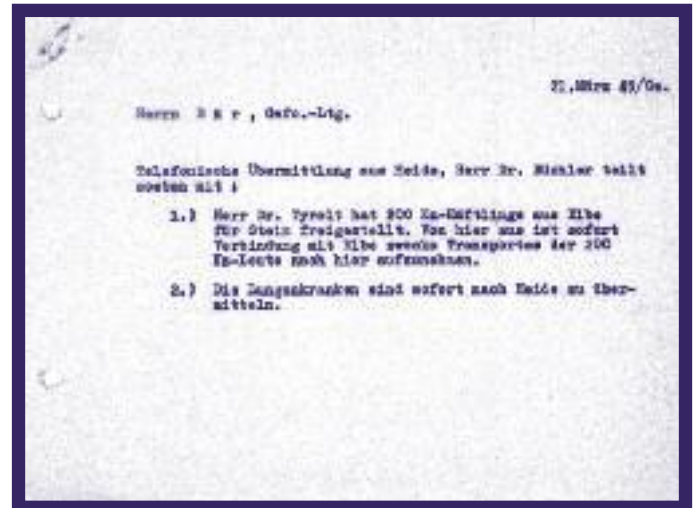 21.März 45/Ge.
Herrn B ä r , Gefo.-Ltg.
Telefonische Übermittlung aus Heide, Herr Dr. teilt
soeben mit :
1.) Herr Dr. Tyrolt hat 200 Kz-Häftlinge aus Elbe
für Stein freigestellt. Von hier aus ist sofort
Verbindung mit Elbe zwecks Transportes der 200
Kz-Leute nach hier aufzunehmen.
2.) Die Lungenkranken sind sofort nach Heide zu über-
mitteln.